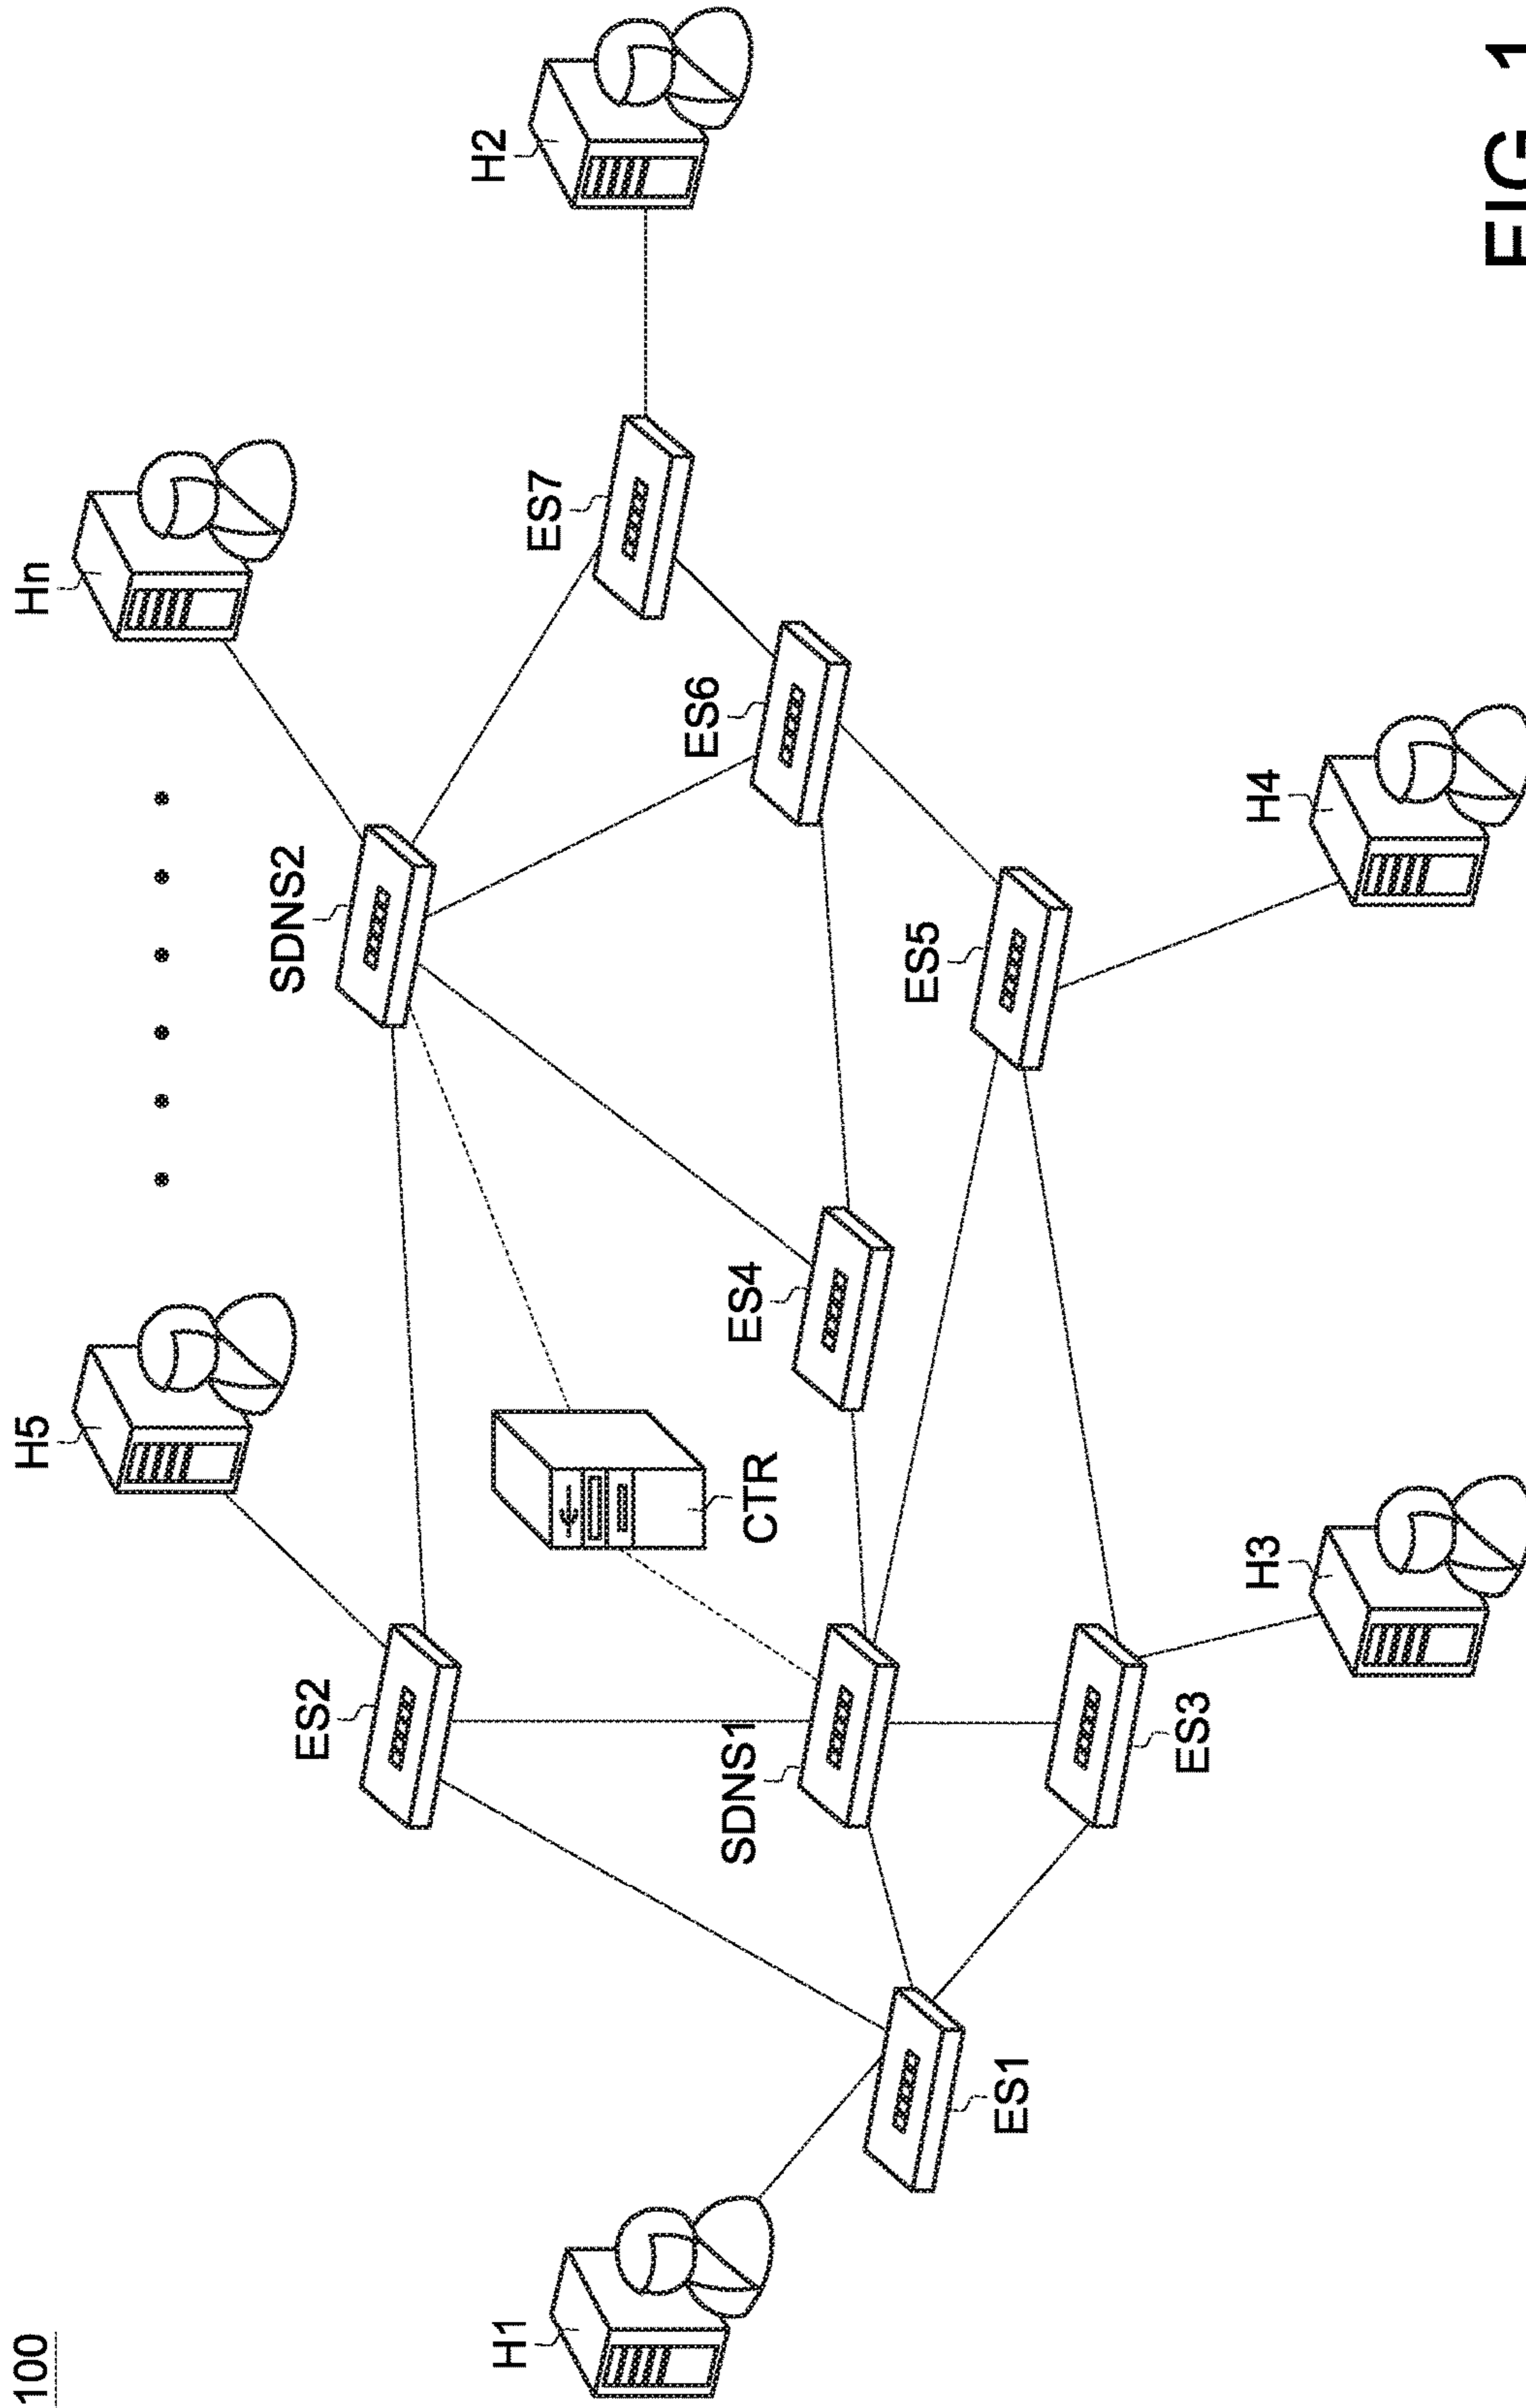 100
H5
Hn
SDNS2
ES2
H2
H1
ES7
ES6
SDNS1
ES4
CTR
ES5
ES1
ES3
H3
H4
FIG. 1